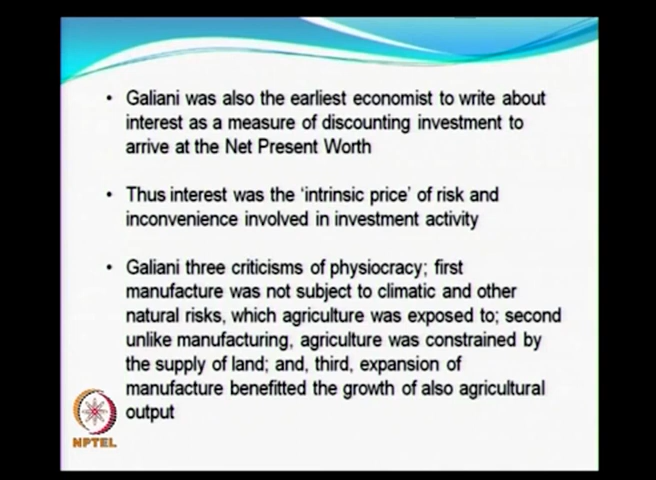 • Galiani was also the earliest economist to write about
interest as a measure of discounting investment to
arrive at the Net Present Worth
• Thus interest was the ‘intrinsic price’ of risk and
inconvenience involved in investment activity
• Galiani three criticisms of physiocracy; first
manufacture was not subject to climatic and other
natural risks, which agriculture was exposed to; second
unlike manufacturing, agriculture was constrained by
the supply of land; and, third, expansion of
manufacture benefitted the growth of also agricultural
output
NPTEL